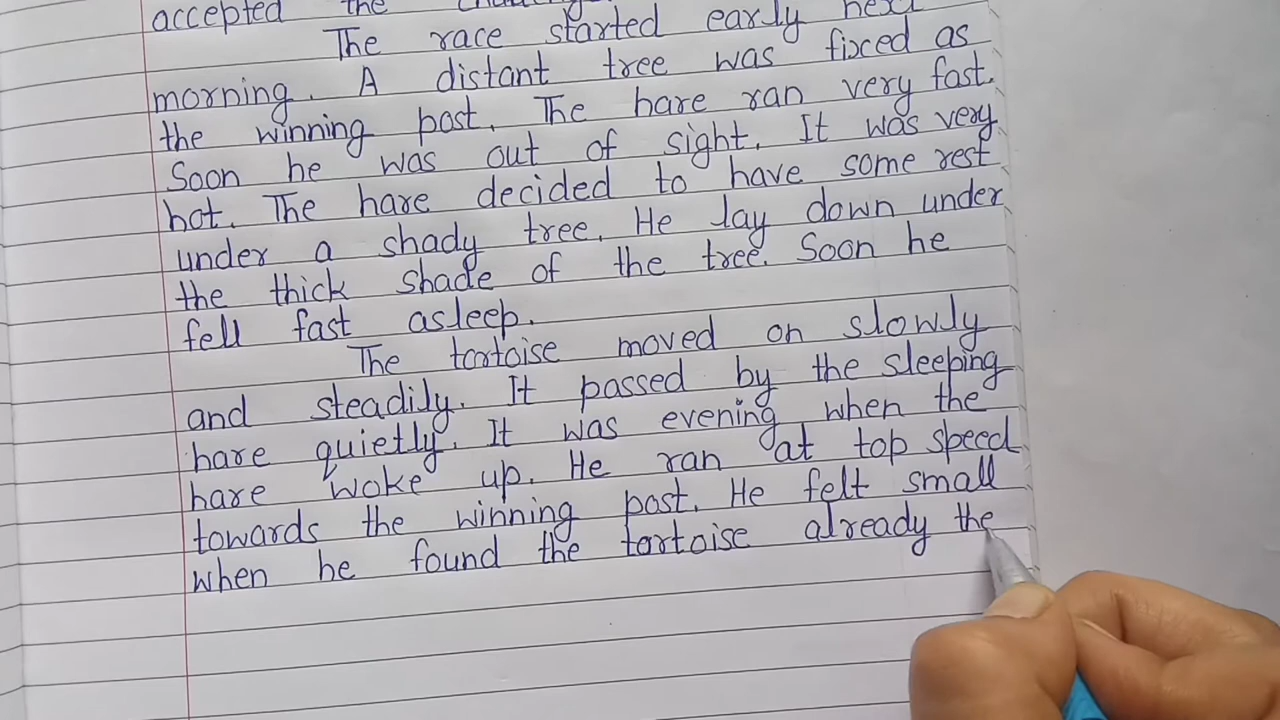 accepted the
The race started early next
morning. A distant tree was fixed as
the winning post. The hare ran very fast.
Soon he was out of sight. It was very
hot. The hare decided to have some rest
under a shady tree. He lay down under
the thick shade of the tree. Soon he
fell fast asleep.
The tortoise moved on slowly
and steadily. It passed by the sleeping
hare quietly. It was evening when the
hare woke up. He ran at top speed
towards the winning post. He felt small
when he found the tortoise already the